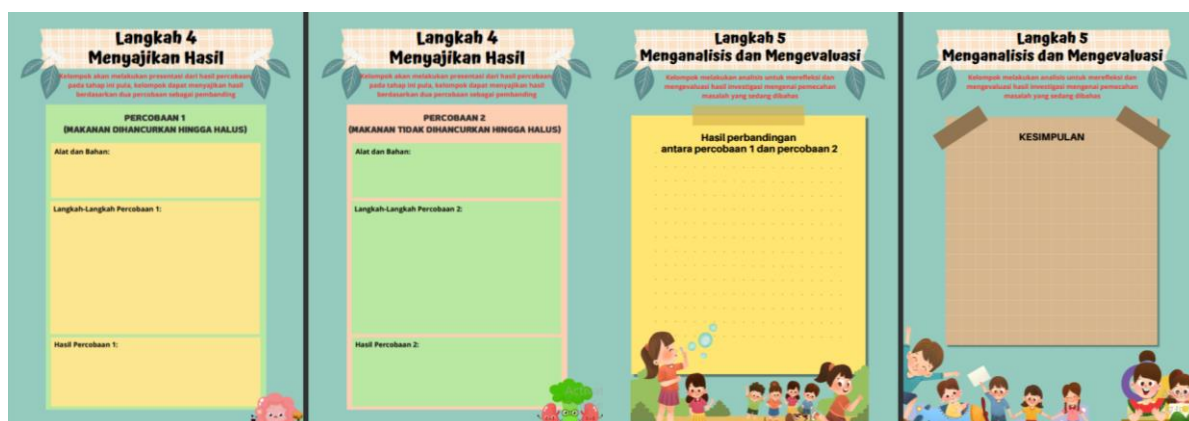 Langkah 4
Menyajikan Hasil
Kelompok akan melakukan presentasi dari hasil percobaan
pada tahap ini pula, kelompok dapat menyajikan hasil
berdasarkan dua percobaan sebagai pembanding
PERCOBAAN 1
(MAKANAN DIHANCURKAN HINGGA HALUS)
Alat dan Bahan:
Langkah-Langkah Percobaan 1:
Hasil Percobaan 1:
Langkah 4
Menyajikan Hasil
Kelompok akan melakukan presentasi dari hasil percobaan
pada tahap ini pula, kelompok dapat menyajikan hasil
berdasarkan dua percobaan sebagai pembanding
PERCOBAAN 2
(MAKANAN TIDAK DIHANCURKAN HINGGA HALUS)
Alat dan Bahan:
Langkah-Langkah Percobaan 2:
Hasil Percobaan 2:
Langkah 5
Menganalisis dan Mengevaluasi
Kelompok melakukan analisis untuk merefleksi dan
mengevaluasi hasil investigasi mengenai pemecahan
masalah yang sedang dibahas
Hasil perbandingan
antara percobaan 1 dan percobaan 2
Langkah 5
Menganalisis dan Mengevaluasi
Kelompok melakukan analisis untuk merefleksi dan
mengevaluasi hasil investigasi mengenai pemecahan
masalah yang sedang dibahas
KESIMPULAN